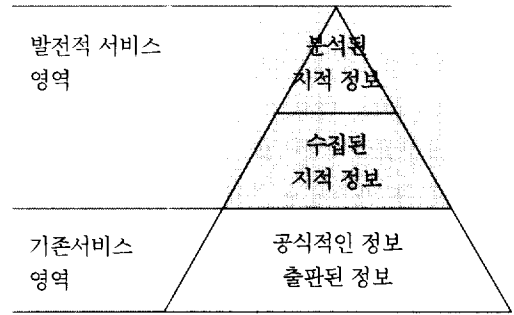 발전적 서비스
영역
분석된
지적 정보
수집된
지적 정보
기존서비스
영역
공식적인 정보
출판된 정보